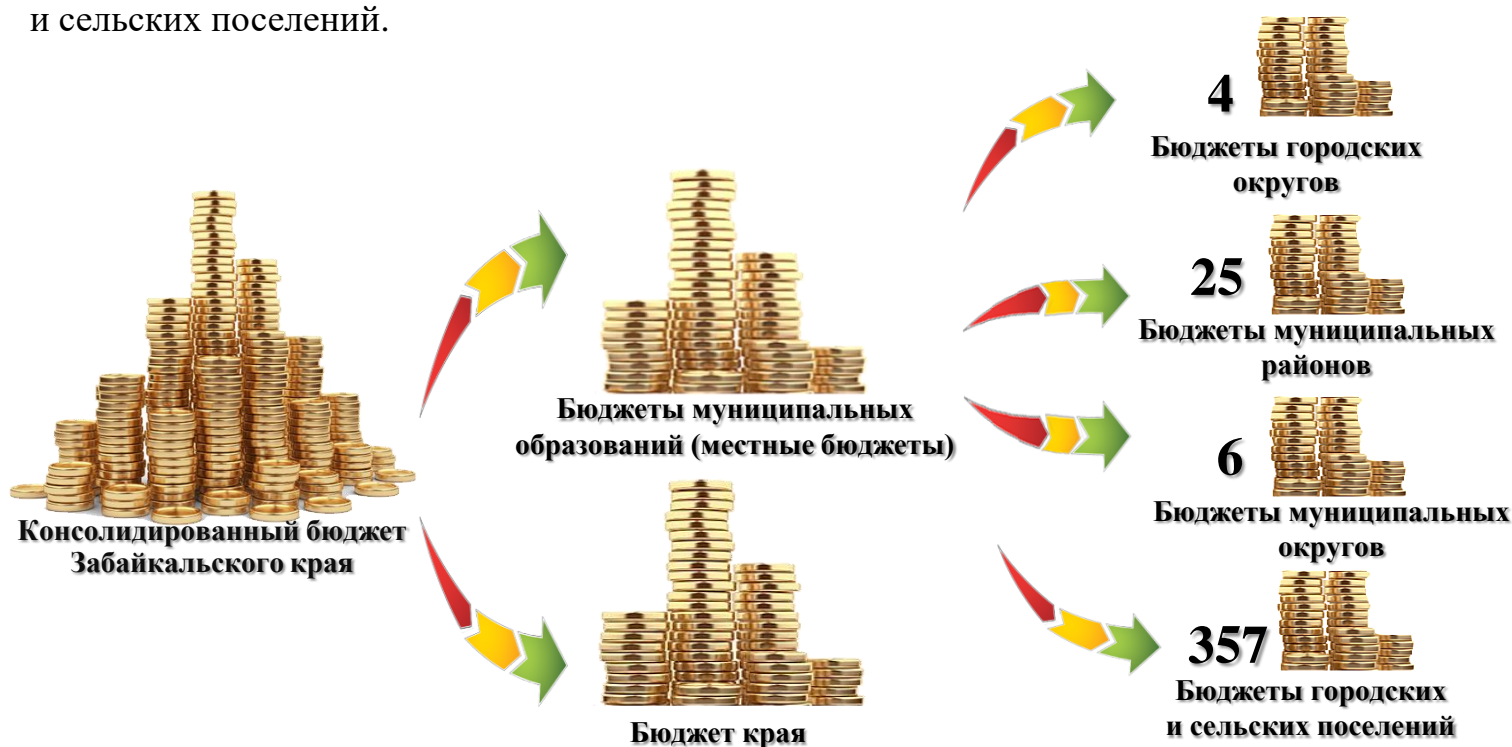 и сельских поселений.
4
Бюджеты городских
округов
25
Бюджеты муниципальных
районов
Бюджеты муниципальных
образований (местные бюджеты)
6
Бюджеты муниципальных
округов
Консолидированный бюджет
Забайкальского края
357
Бюджеты городских
и сельских поселений
Бюджет края